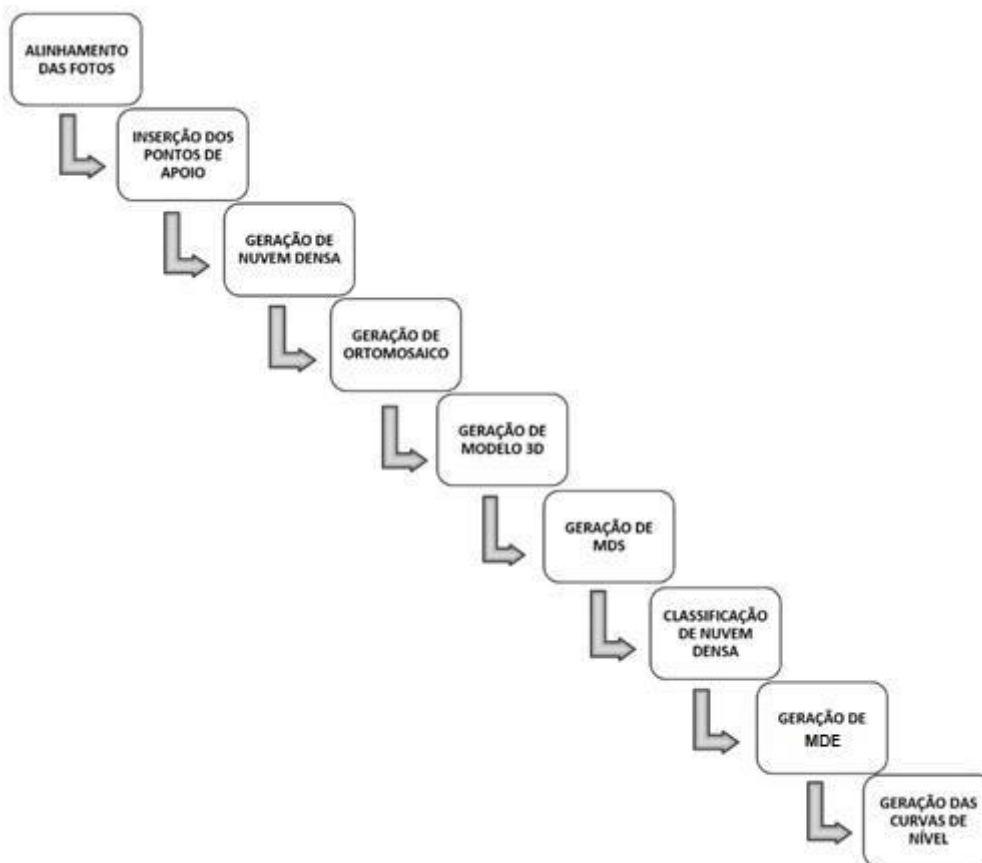 ALINHAMENTO
DAS FOTOS
INSERÇÃO DOS
PONTOS DE
APOIO
GERAÇÃO DE
NUVEM DENSA
GERAÇÃO DE
ORTOMOSAICO
GERAÇÃO DE
MODELO 3D
GERAÇÃO DE
MDS
CLASSIFICAÇÃO
DE NUVEM
DENSA
GERAÇÃO DE
MDE
GERAÇÃO DAS
CURVAS DE
NÍVEL